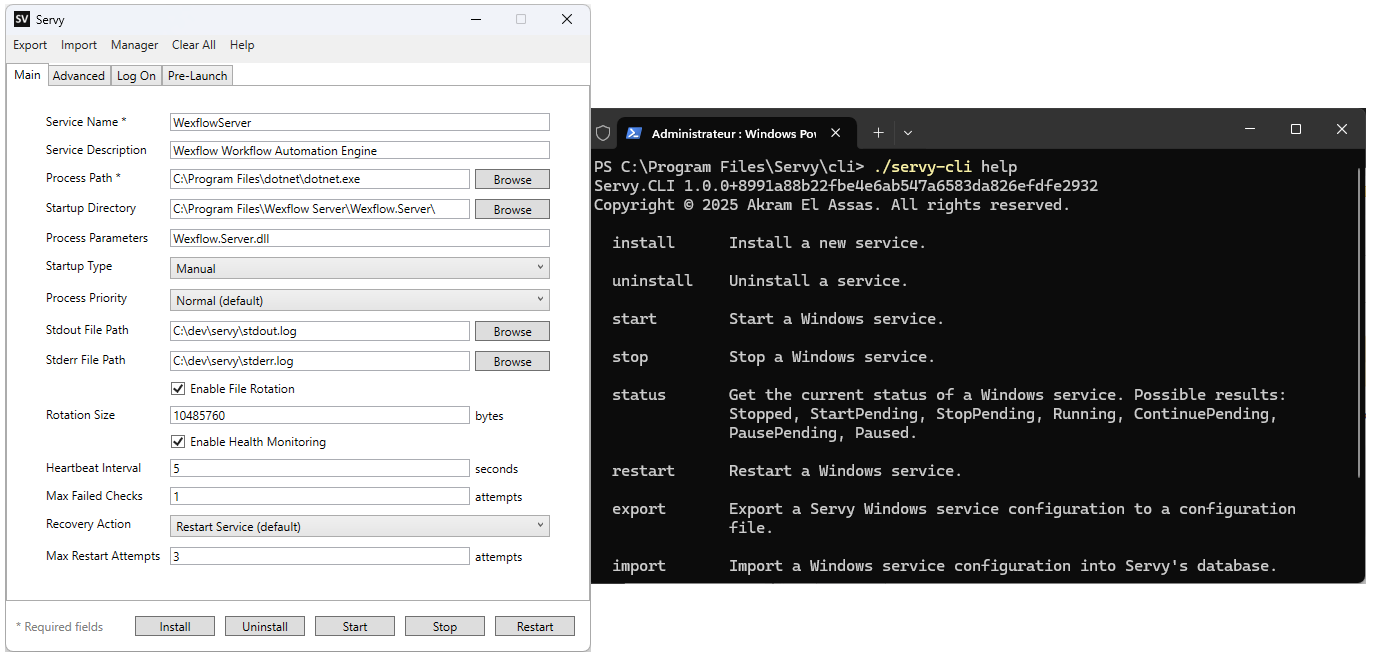 SV Servy
Export Import Manager Clear All Help
Main Advanced Log On Pre-Launch
Service Name * WexflowServer
Service Description Wexflow Workflow Automation Engine
Process Path * C:\Program Files\dotnet\dotnet.exe Browse
Startup Directory C:\Program Files\Wexflow Server\Wexflow.Server\ Browse
Process Parameters Wexflow.Server.dll
Startup Type Manual
Process Priority Normal (default)
Stdout File Path C:\dev\servy\stdout.log Browse
Stderr File Path C:\dev\servy\stderr.log Browse
Enable File Rotation
Rotation Size 10485760 bytes
Enable Health Monitoring
Heartbeat Interval 5 seconds
Max Failed Checks 1 attempts
Recovery Action Restart Service (default)
Max Restart Attempts 3 attempts
* Required fields Install Uninstall Start Stop Restart
Administrateur : Windows Pov
PS C:\Program Files\Servy\cli> ./servy-cli help
Servy.CLI 1.0.0+8991a88b22fbe4e6ab547a6583da826efdfe2932
Copyright © 2025 Akram El Assas. All rights reserved.
install Install a new service.
uninstall Uninstall a service.
start Start a Windows service.
stop Stop a Windows service.
status Get the current status of a Windows service. Possible results:
Stopped, StartPending, StopPending, Running, ContinuePending,
PausePending, Paused.
restart Restart a Windows service.
export Export a Servy Windows service configuration to a configuration
file.
import Import a Windows service configuration into Servy's database.